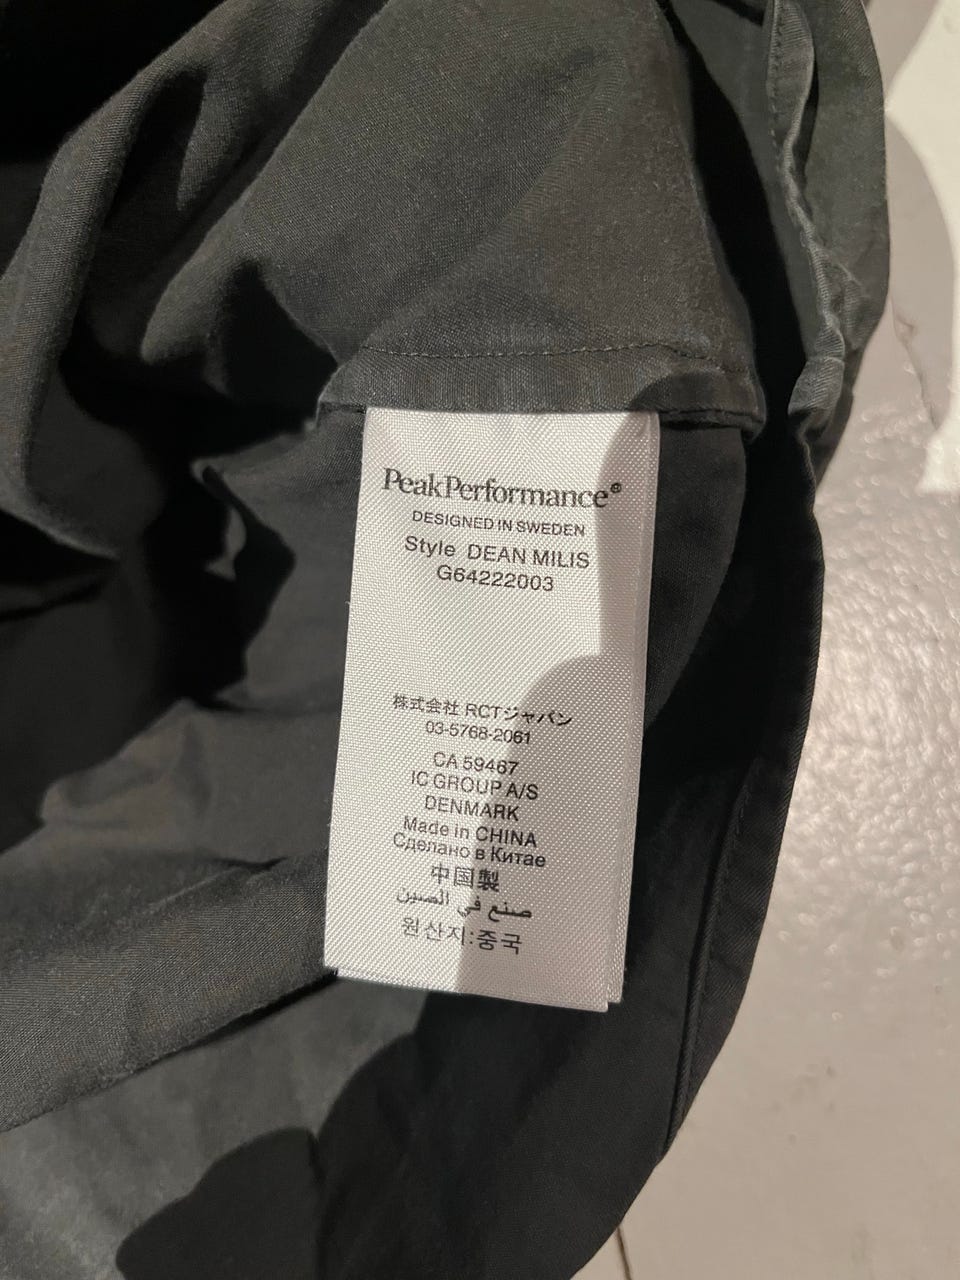 PeakPerformance®
DESIGNED IN SWEDEN
Style DEAN MILIS
G64222003
株式会社 RCTジャパン
03-5768-2061
CA 59467
IC GROUP A/S
DENMARK
Made in CHINA
Сделано в Китае
中国製
صنع في الصين
원산지:중국